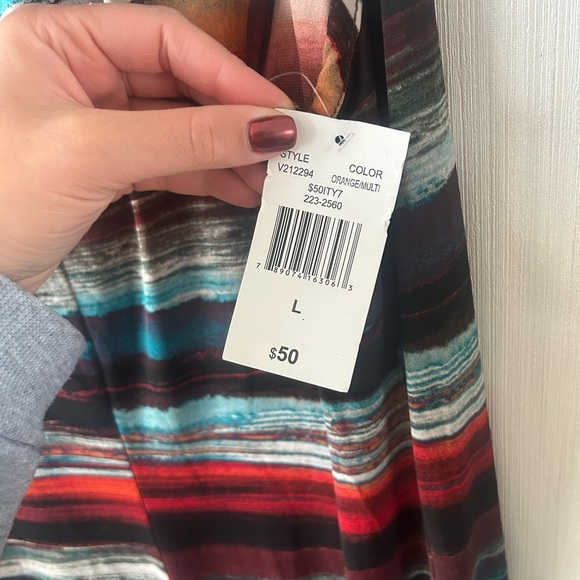 STYLE COLOR
V212294 ORANGE/MULTI
$50ITY7
223-2560
7 89074 16306 3
L
$50